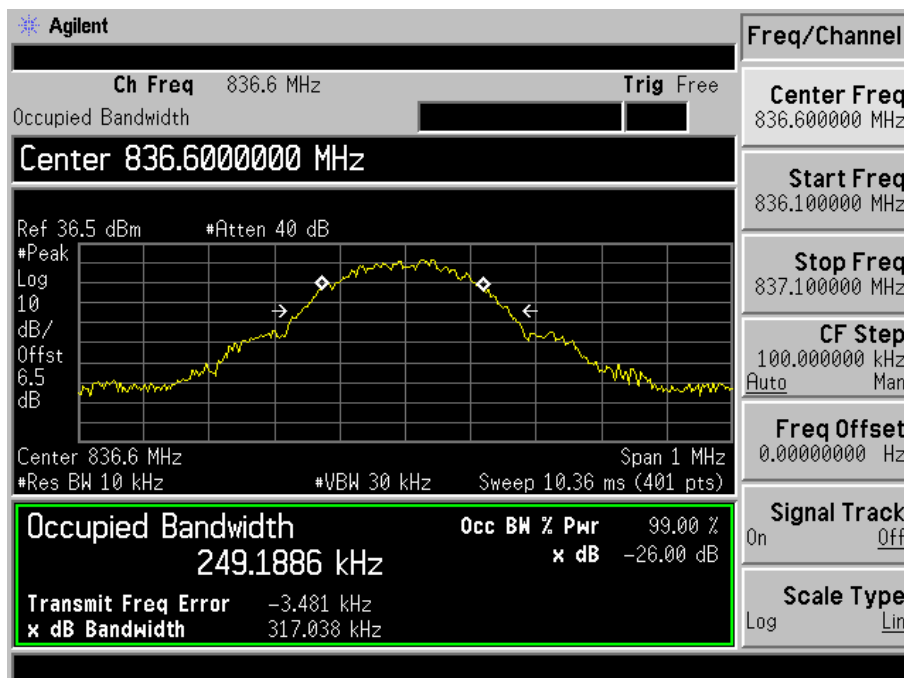 Agilent
Freq/Channel
Ch Freq 836.6 MHz Trig Free
Occupied Bandwidth
Center 836.6000000 MHz
Ref 36.5 dBm #Atten 40 dB
#Peak
Log
10
dB/
Offst
6.5
dB
Center 836.6 MHz Span 1 MHz
#Res BW 10 kHz #VBW 30 kHz Sweep 10.36 ms (401 pts)
Occupied Bandwidth
249.1886 kHz
Occ BW % Pwr 99.00 %
x dB -26.00 dB
Transmit Freq Error -3.481 kHz
x dB Bandwidth 317.038 kHz
Center Freq
836.600000 MHz
Start Freq
836.100000 MHz
Stop Freq
837.100000 MHz
CF Step
100.000000 kHz
Auto Man
Freq Offset
0.00000000 Hz
Signal Track
On Off
Scale Type
Log Lin